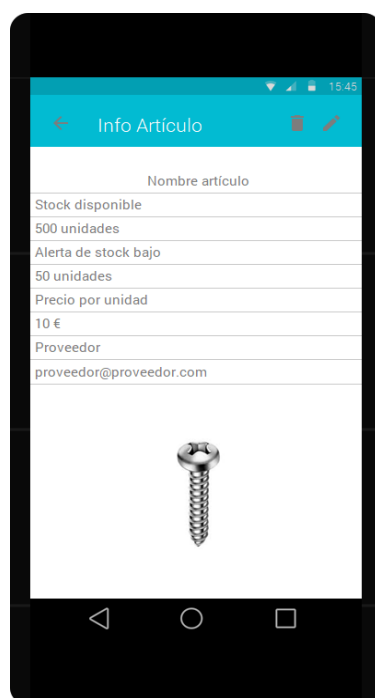 15:45
Info Artículo
Nombre artículo
Stock disponible
500 unidades
Alerta de stock bajo
50 unidades
Precio por unidad
10 €
Proveedor
proveedor@proveedor.com